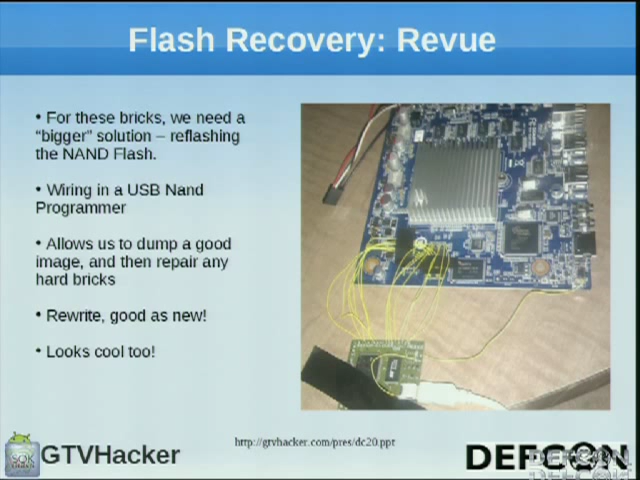 Flash Recovery: Revue
• For these bricks, we need a
“bigger” solution – reflashing
the NAND Flash.
• Wiring in a USB Nand
Programmer
• Allows us to dump a good
image, and then repair any
hard bricks
• Rewrite, good as new!
• Looks cool too!
http://gtvhacker.com/pres/dc20.ppt
GTVHacker
DEFCON
DEFCON
DEFCON